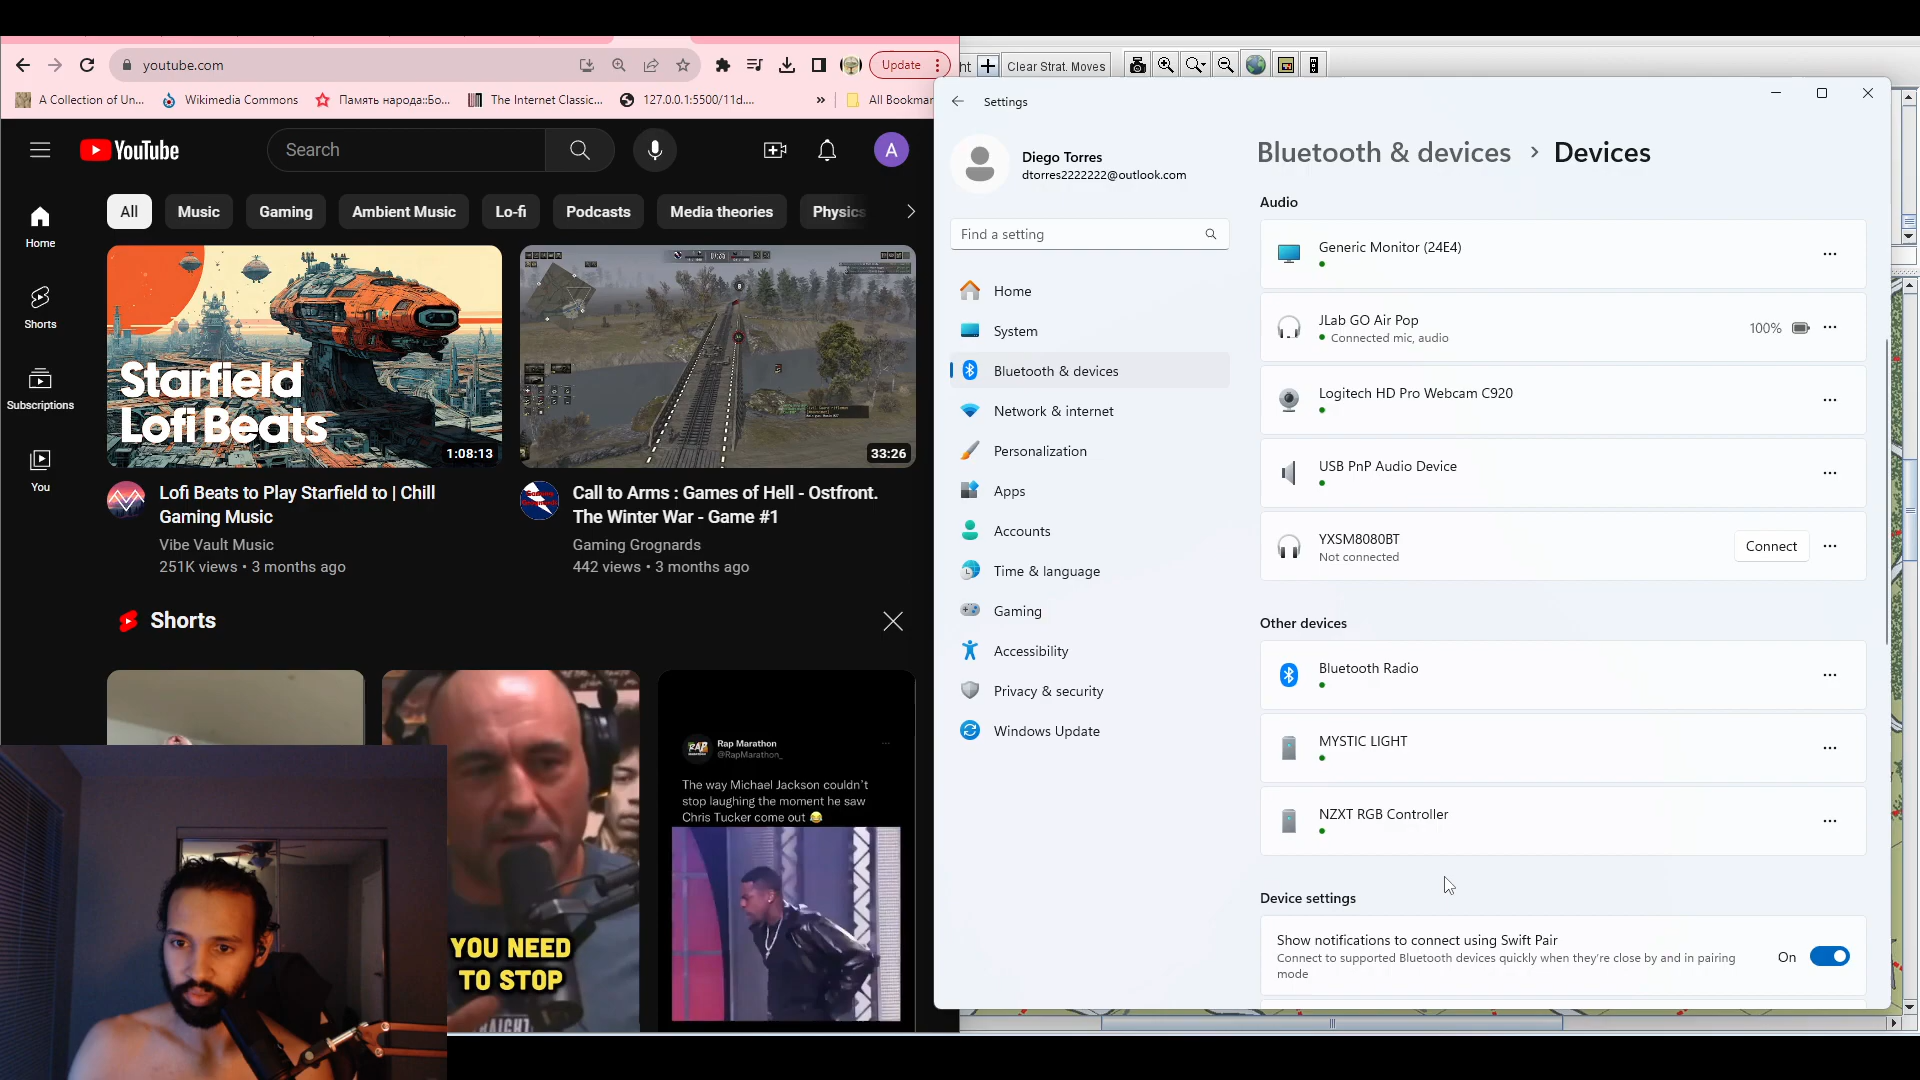 youtube.com
Update
A Collection of Un...
Wikimedia Commons
Память народа::Бо...
The Internet Classic...
127.0.0.1:5500/11d....
»
All Bookmar
YouTube
Search
A
All
Music
Gaming
Ambient Music
Lo-fi
Podcasts
Media theories
Physics
Home
Shorts
Subscriptions
You
Starfield
Lofi Beats
1:08:13
33:26
Lofi Beats to Play Starfield to | Chill
Gaming Music
Vibe Vault Music
251K views • 3 months ago
Call to Arms : Games of Hell - Ostfront.
The Winter War - Game #1
Gaming Grognards
442 views • 3 months ago
Shorts
YOU NEED
TO STOP
RAP
Rap Marathon
@RapMarathon_
The way Michael Jackson couldn't
stop laughing the moment he saw
Chris Tucker come out 😂
ht
Clear Strat. Moves
Settings
Diego Torres
dtorres2222222@outlook.com
Find a setting
Home
System
Bluetooth & devices
Network & internet
Personalization
Apps
Accounts
Time & language
Gaming
Accessibility
Privacy & security
Windows Update
Bluetooth & devices › Devices
Audio
Generic Monitor (24E4)
JLab GO Air Pop
Connected mic, audio
100%
Logitech HD Pro Webcam C920
USB PnP Audio Device
YXSM8080BT
Not connected
Connect
Other devices
Bluetooth Radio
MYSTIC LIGHT
NZXT RGB Controller
Device settings
Show notifications to connect using Swift Pair
Connect to supported Bluetooth devices quickly when they're close by and in pairing
mode
On